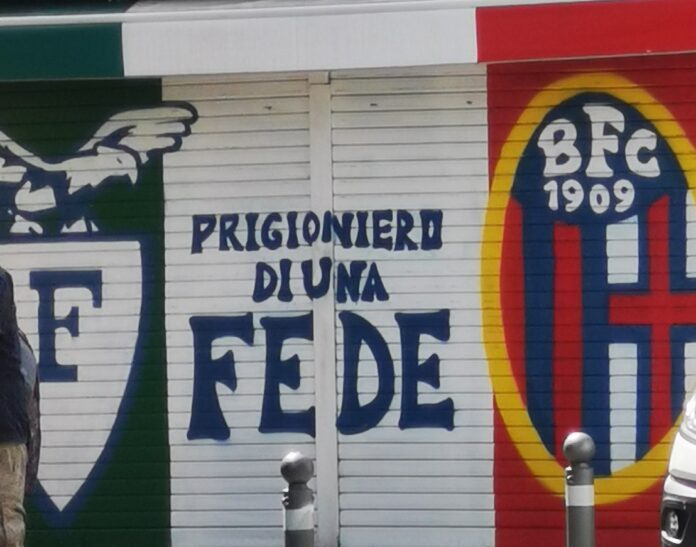 F
PRIGIONIERO
DI UNA
FEDE
BFC
1909